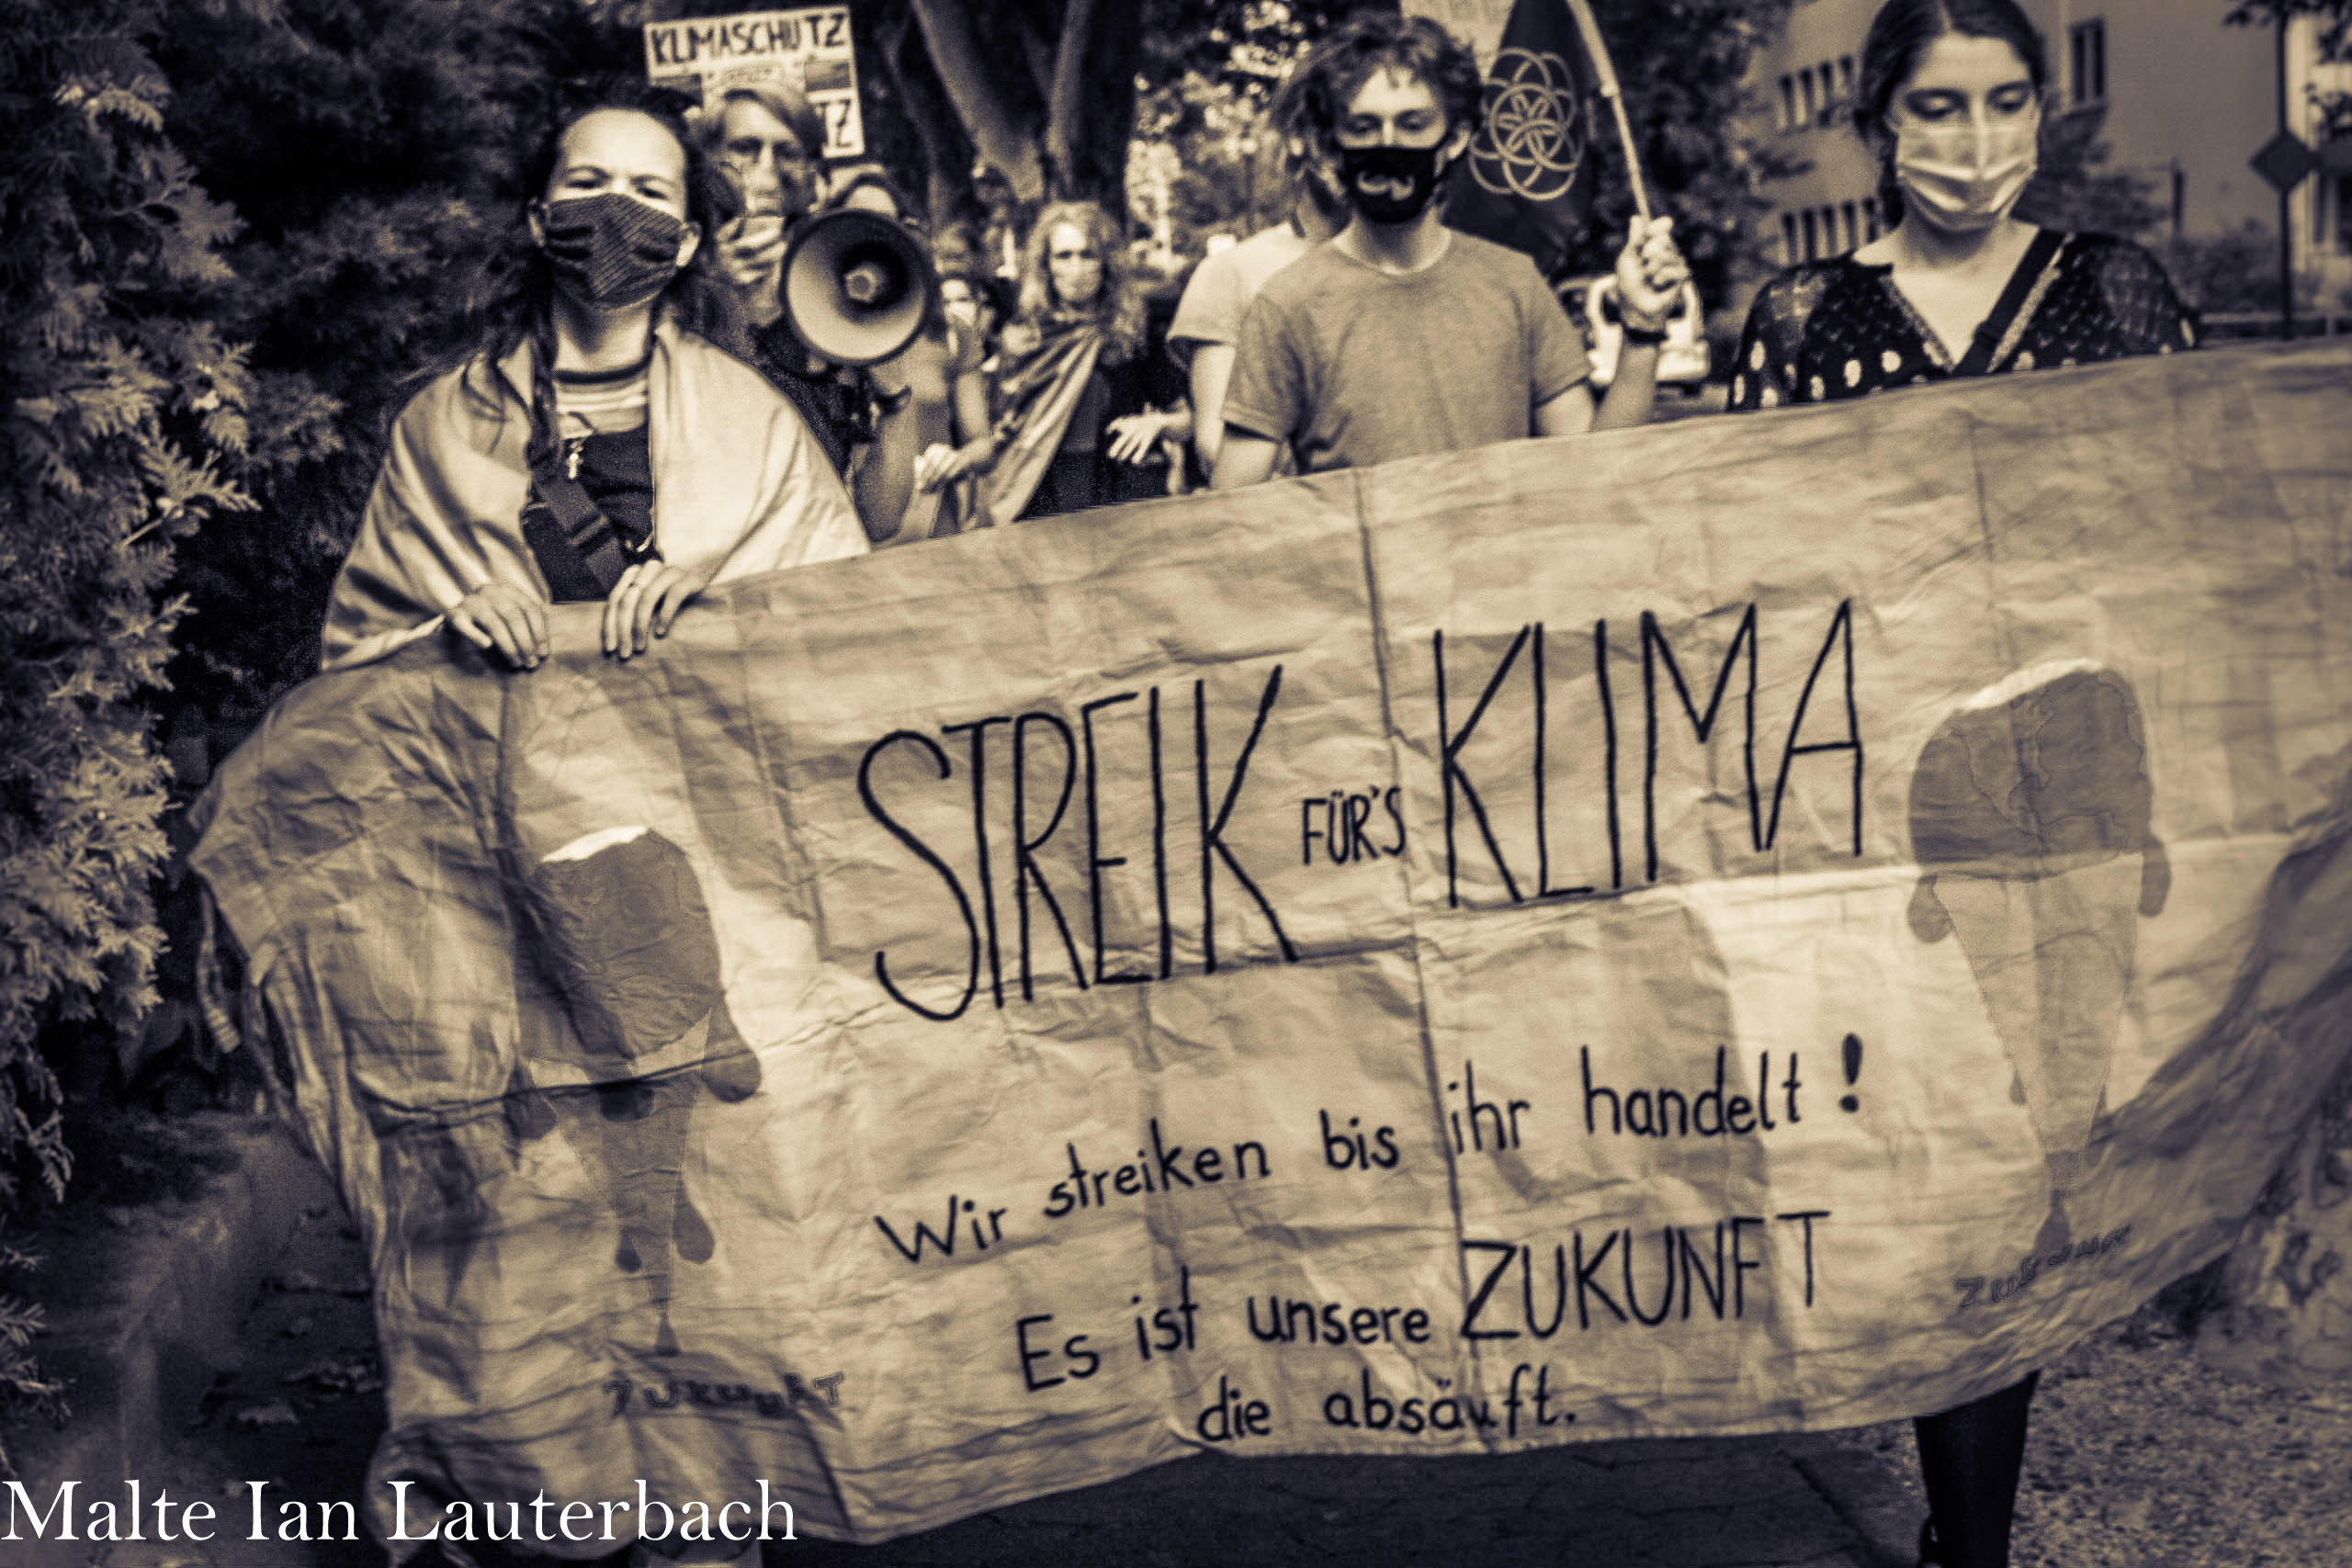 KLIMASCHUTZ
TZ
STREIK FÜR'S KLIMA
Wir streiken bis ihr handelt!
Es ist unsere ZUKUNFT
die absäuft.
ZUKUNFT
ZUKUNFT
Malte Ian Lauterbach